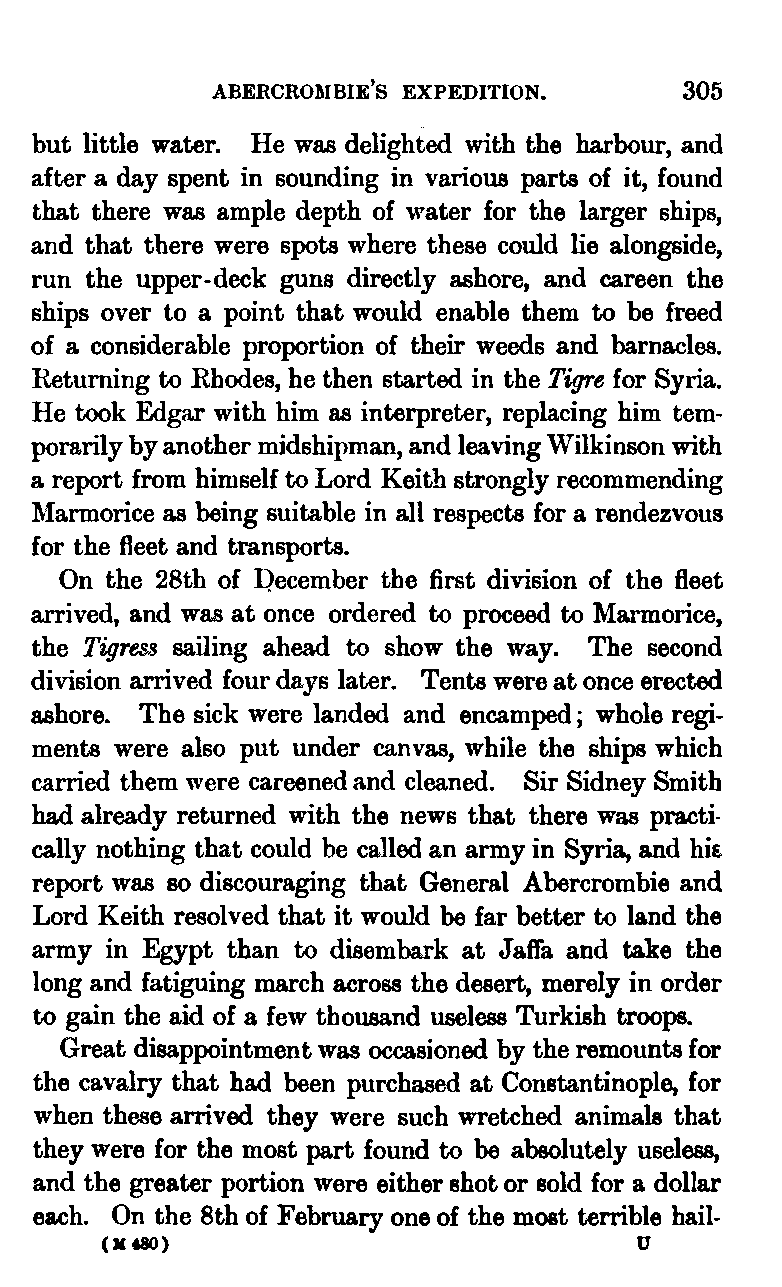 ABERCROMBIE'S EXPEDITION. 305
but little water. He was delighted with the harbour, and
after a day spent in sounding in various parts of it, found
that there was ample depth of water for the larger ships,
and that there were spots where these could lie alongside,
run the upper-deck guns directly ashore, and careen the
ships over to a point that would enable them to be freed
of a considerable proportion of their weeds and barnacles.
Returning to Rhodes, he then started in the Tigre for Syria.
He took Edgar with him as interpreter, replacing him tem-
porarily by another midshipman, and leaving Wilkinson with
a report from himself to Lord Keith strongly recommending
Marmorice as being suitable in all respects for a rendezvous
for the fleet and transports.
On the 28th of December the first division of the fleet
arrived, and was at once ordered to proceed to Marmorice,
the Tigress sailing ahead to show the way. The second
division arrived four days later. Tents were at once erected
ashore. The sick were landed and encamped; whole regi-
ments were also put under canvas, while the ships which
carried them were careened and cleaned. Sir Sidney Smith
had already returned with the news that there was practi-
cally nothing that could be called an army in Syria, and his
report was so discouraging that General Abercrombie and
Lord Keith resolved that it would be far better to land the
army in Egypt than to disembark at Jaffa and take the
long and fatiguing march across the desert, merely in order
to gain the aid of a few thousand useless Turkish troops.
Great disappointment was occasioned by the remounts for
the cavalry that had been purchased at Constantinople, for
when these arrived they were such wretched animals that
they were for the most part found to be absolutely useless,
and the greater portion were either shot or sold for a dollar
each. On the 8th of February one of the most terrible hail-
(M 480) U